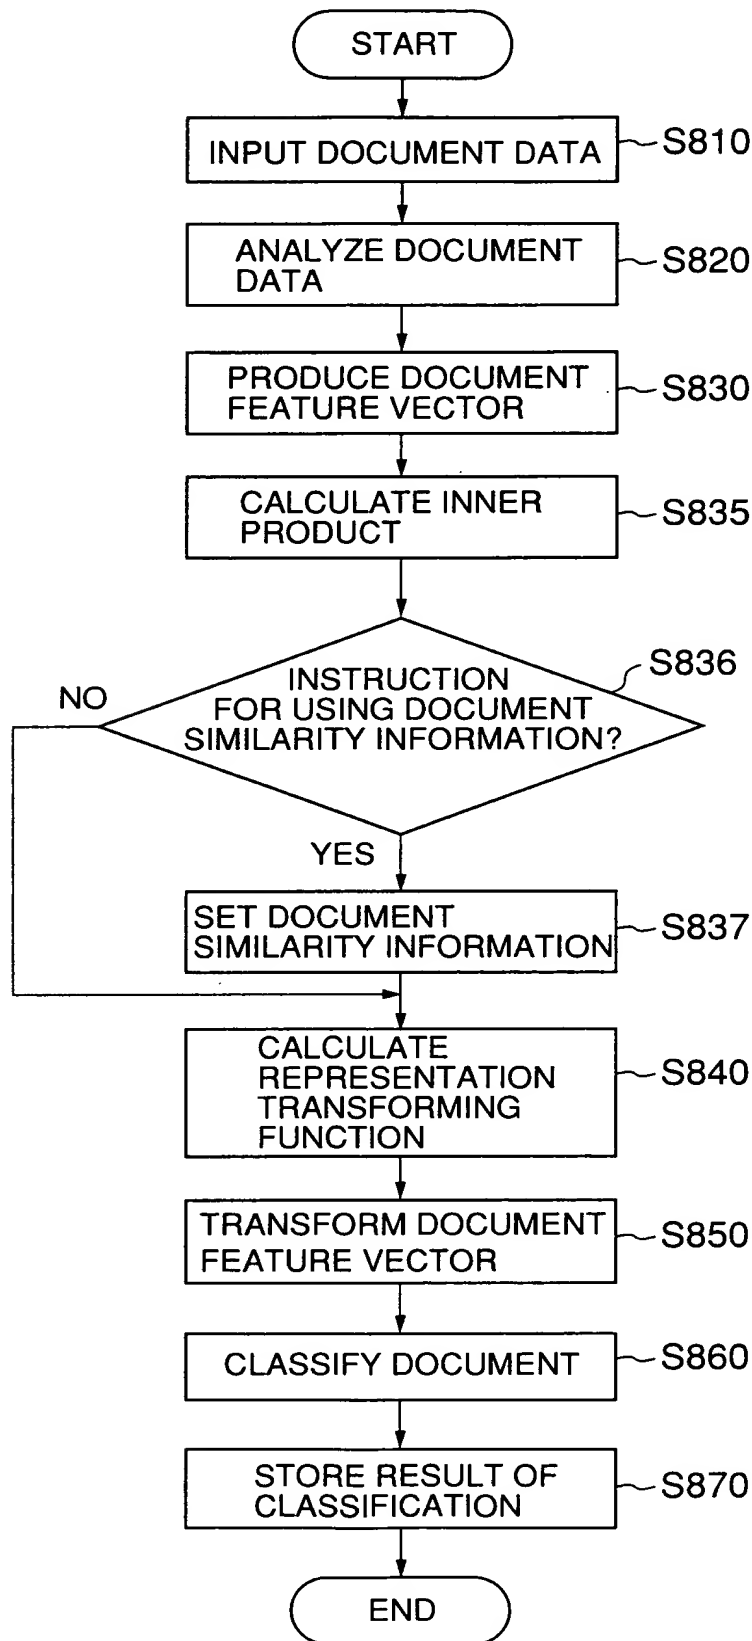 START
INPUT DOCUMENT DATA
S810
ANALYZE DOCUMENT
DATA
S820
PRODUCE DOCUMENT
FEATURE VECTOR
S830
CALCULATE INNER
PRODUCT
S835
INSTRUCTION
FOR USING DOCUMENT
SIMILARITY INFORMATION?
S836
NO
YES
SET DOCUMENT
SIMILARITY INFORMATION
S837
CALCULATE
REPRESENTATION
TRANSFORMING
FUNCTION
S840
TRANSFORM DOCUMENT
FEATURE VECTOR
S850
CLASSIFY DOCUMENT
S860
STORE RESULT OF
CLASSIFICATION
S870
END